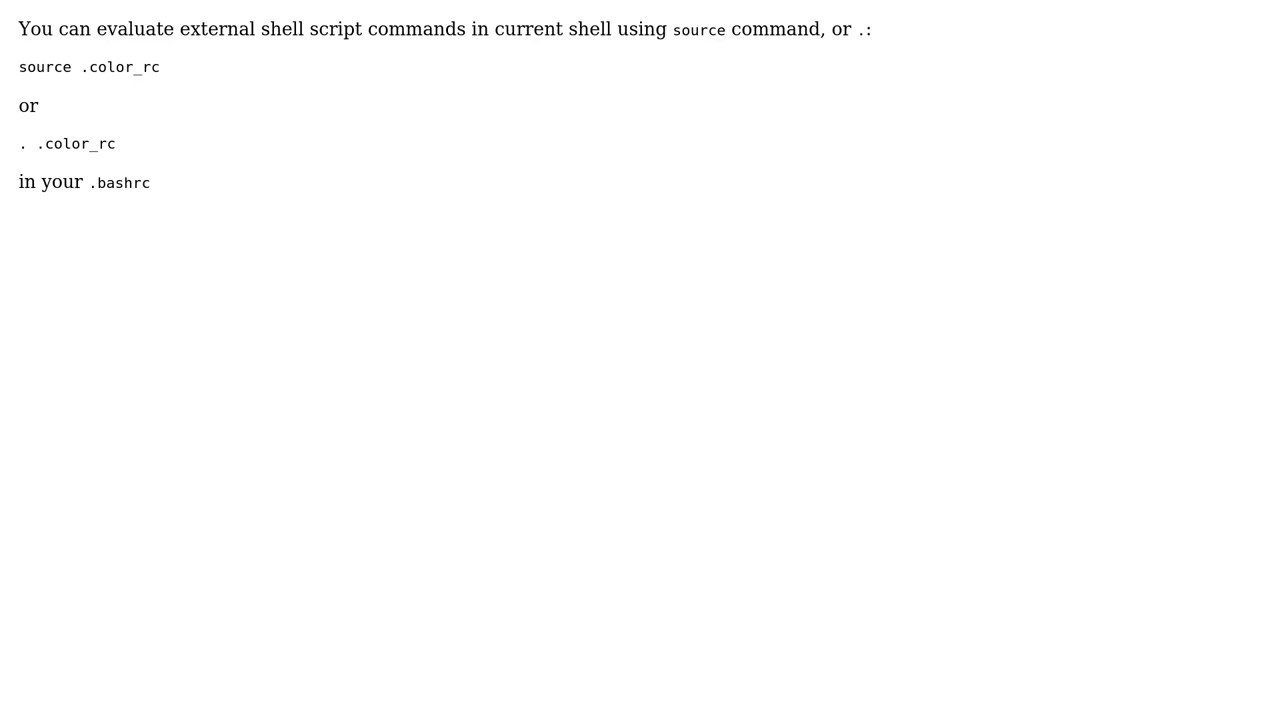 You can evaluate external shell script commands in current shell using source command, or .:
source .color_rc
or
. .color_rc
in your .bashrc